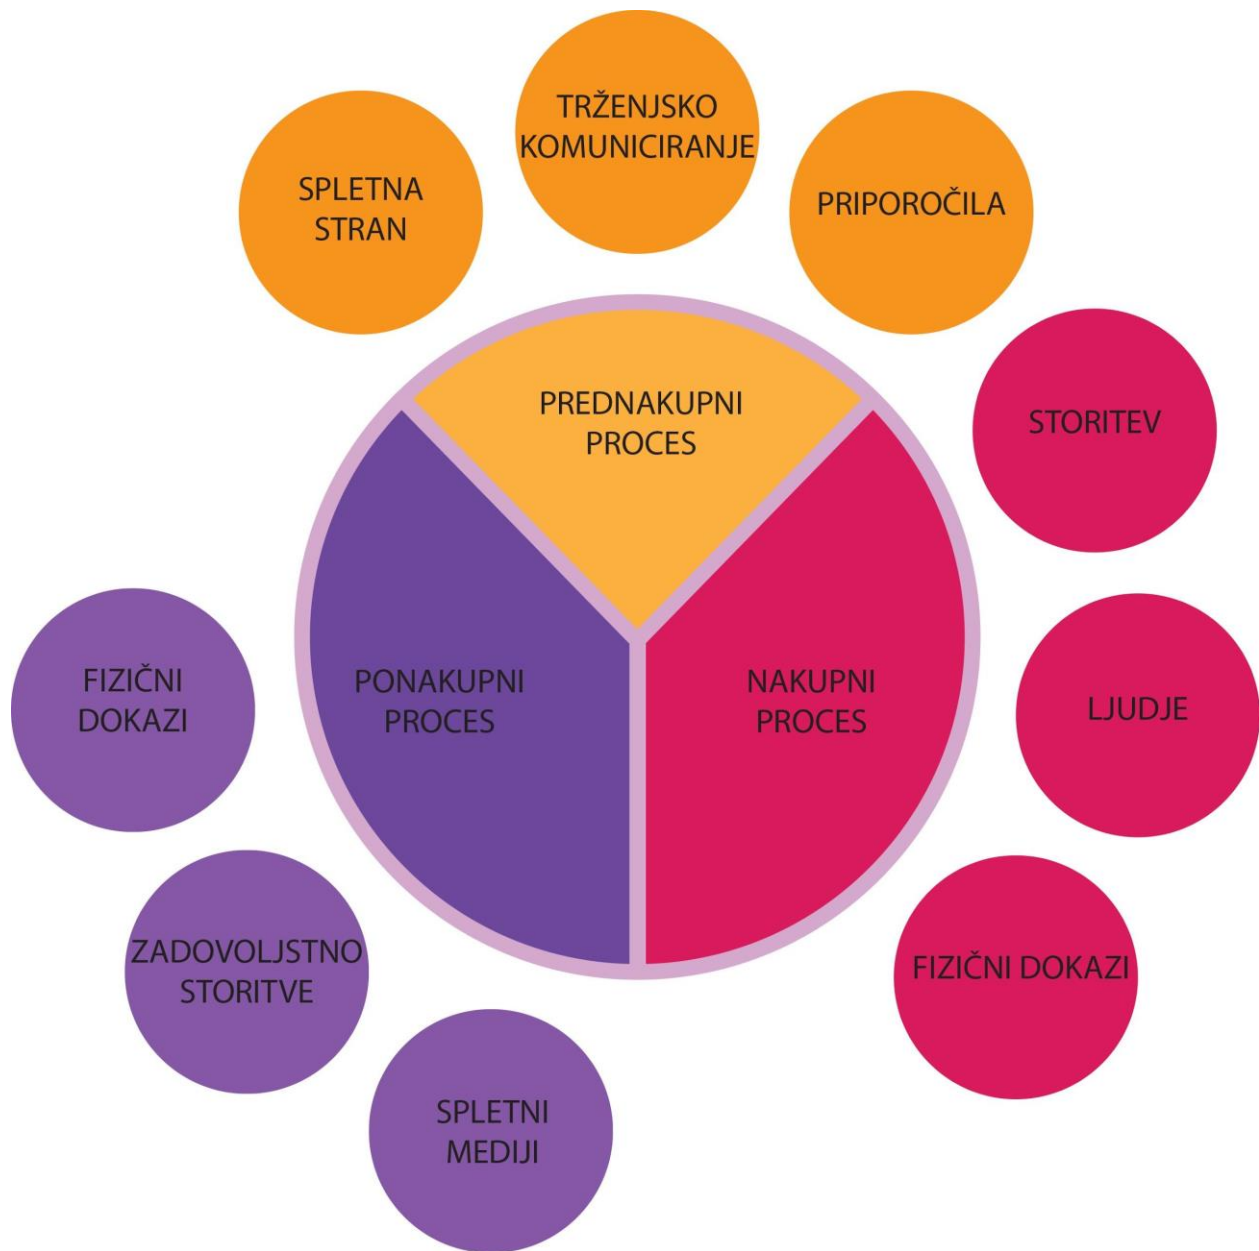 TRŽENJSKO
KOMUNICIRANJE
SPLETNA
STRAN
PRIPOROČILA
STORITEV
LJUDJE
FIZIČNI DOKAZI
PREDNAKUPNI
PROCES
NAKUPNI
PROCES
PONAKUPNI
PROCES
FIZIČNI
DOKAZI
ZADOVOLJSTNO
STORITVE
SPLETNI
MEDIJI